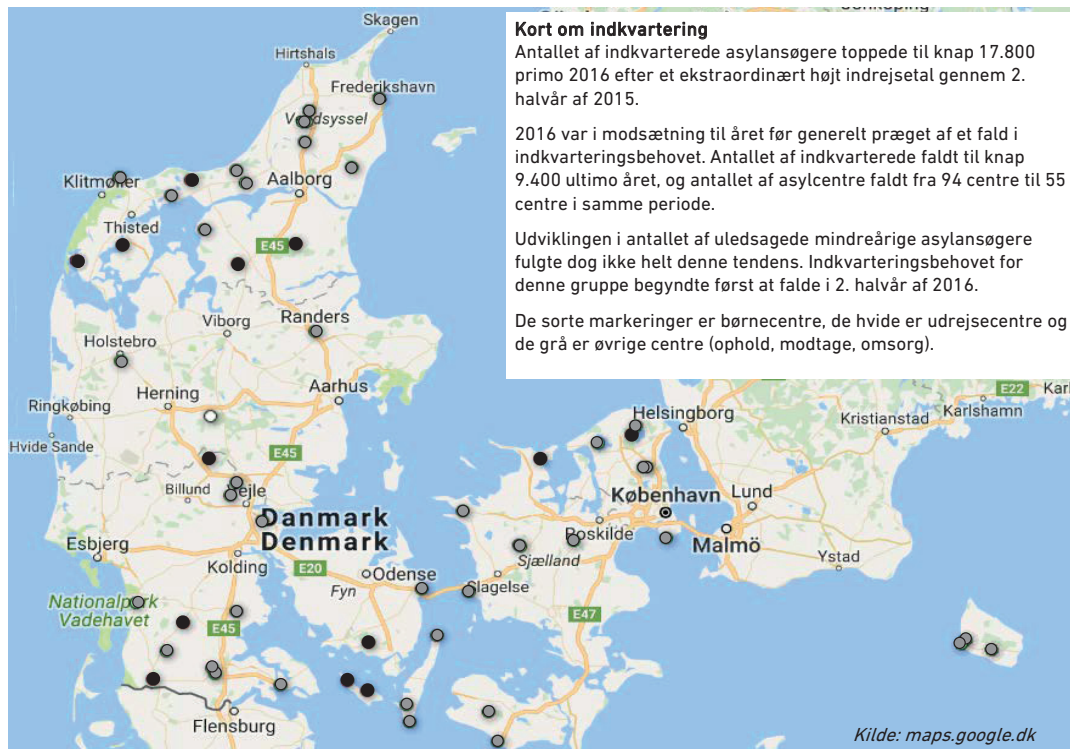 Kort om indkvartering
Antallet af indkvarterede asylansøgere toppede til knap 17.800
primo 2016 efter et ekstraordinært højt indrejsetal gennem 2.
halvår af 2015.
2016 var i modsætning til året før generelt præget af et fald i
indkvarteringsbehovet. Antallet af indkvarterede faldt til knap
9.400 ultimo året, og antallet af asylcentre faldt fra 94 centre til 55
centre i samme periode.
Udviklingen i antallet af uledsagede mindreårige asylansøgere
fulgte dog ikke helt denne tendens. Indkvarteringsbehovet for
denne gruppe begyndte først at falde i 2. halvår af 2016.
De sorte markeringer er børnecentre, de hvide er udrejsecentre og
de grå er øvrige centre (ophold, modtage, omsorg).
Skagen
Hirtshals
Frederikshavn
Vendsyssel
Klitmøller
Aalborg
Thisted
E45
Viborg
Randers
Holstebro
Herning
Aarhus
Ringkøbing
Hvide Sande
E45
Billund
Vejle
Danmark
Denmark
Esbjerg
Kolding
E20
Odense
Fyn
Nationalpark
Vadehavet
E45
Flensburg
Helsingborg
E22
Karlshamn
Kristianstad
København
Lund
Roskilde
Malmö
Sjælland
Ystad
Slagelse
E47
Kilde: maps.google.dk